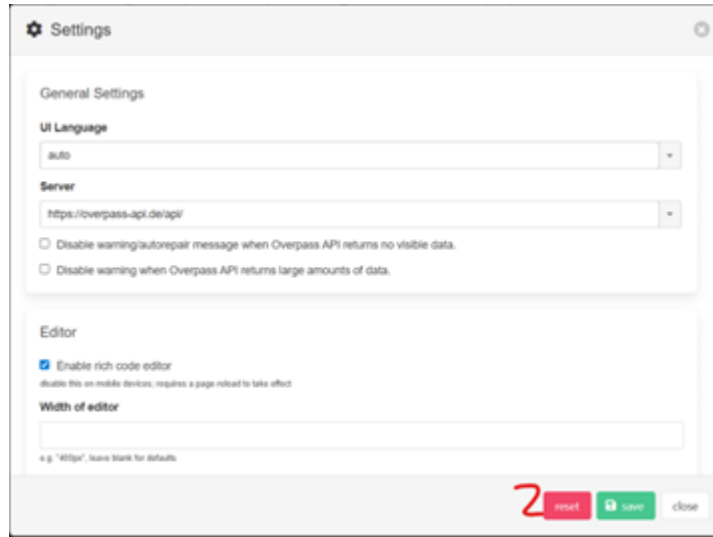 Settings
General Settings
UI Language
auto
Server
https://overpass-api.de/api/
Disable warning/autorepair message when Overpass API returns no visible data.
Disable warning when Overpass API returns large amounts of data.
Editor
Enable rich code editor
disable this on mobile devices; requires a page reload to take effect
Width of editor
e.g. "400px", leave blank for defaults
2 reset save close